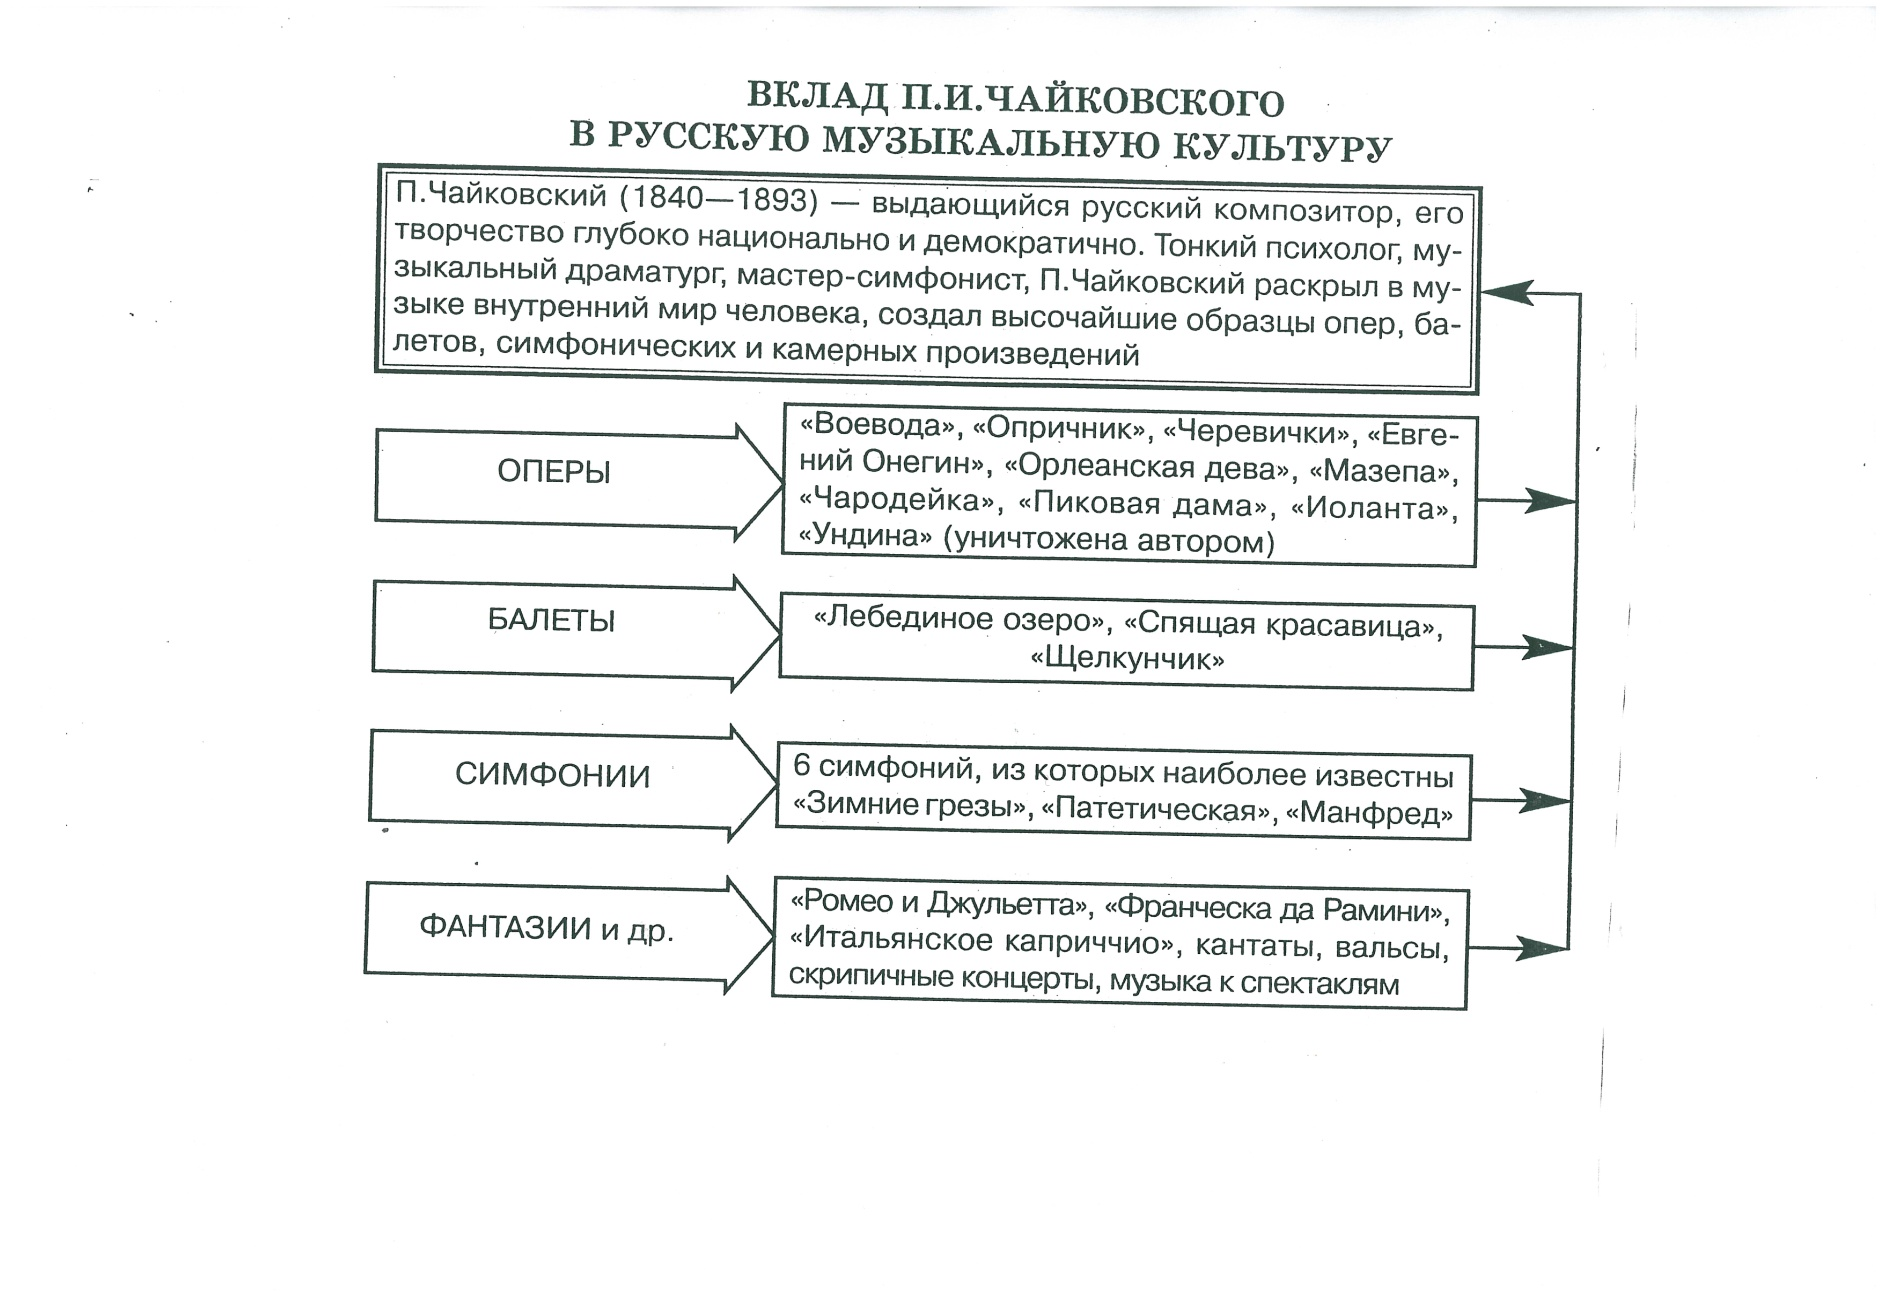 ВКЛАД П.И.ЧАЙКОВСКОГО
В РУССКУЮ МУЗЫКАЛЬНУЮ КУЛЬТУРУ
П.Чайковский (1840—1893) — выдающийся русский композитор, его
творчество глубоко национально и демократично. Тонкий психолог, му-
зыкальный драматург, мастер-симфонист, П.Чайковский раскрыл в му-
зыке внутренний мир человека, создал высочайшие образцы опер, ба-
летов, симфонических и камерных произведений
ОПЕРЫ
«Воевода», «Опричник», «Черевички», «Евге-
ний Онегин», «Орлеанская дева», «Мазепа»,
«Чародейка», «Пиковая дама», «Иоланта»,
«Ундина» (уничтожена автором)
БАЛЕТЫ
«Лебединое озеро», «Спящая красавица»,
«Щелкунчик»
СИМФОНИИ
6 симфоний, из которых наиболее известны
«Зимние грезы», «Патетическая», «Манфред»
ФАНТАЗИИ и др.
«Ромео и Джульетта», «Франческа да Рамини»,
«Итальянское каприччио», кантаты, вальсы,
скрипичные концерты, музыка к спектаклям